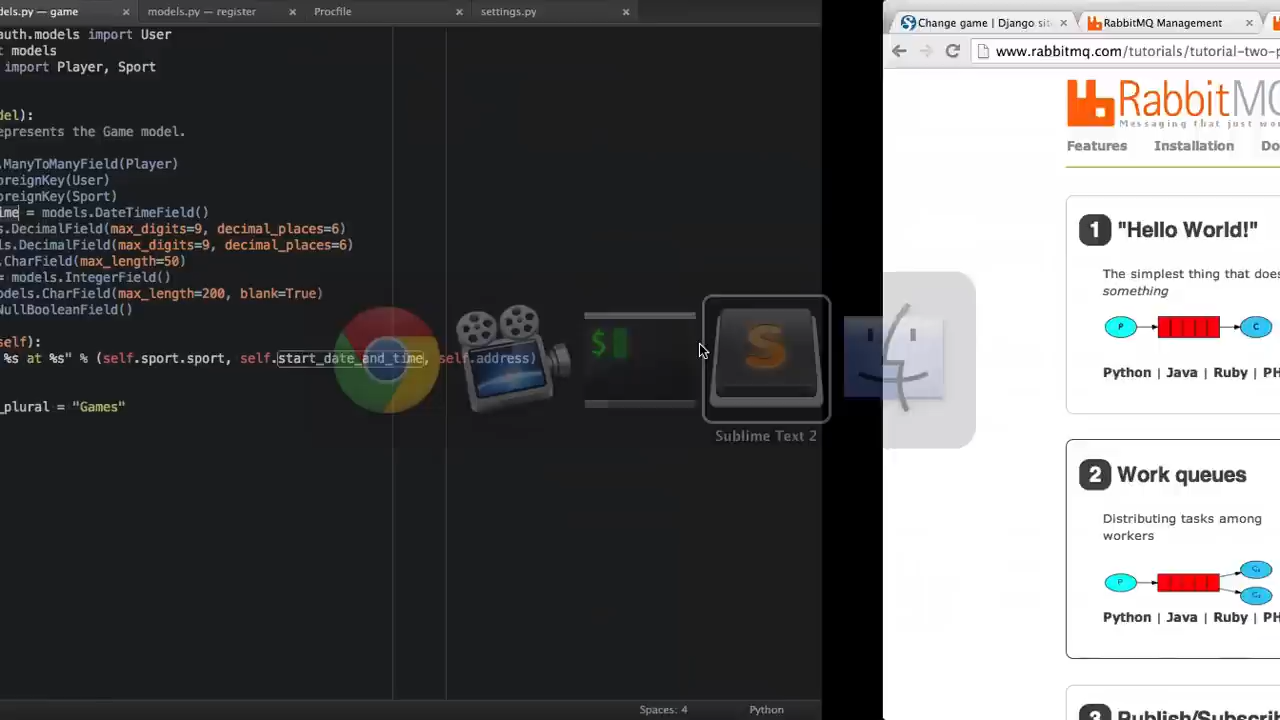 dels.py — game
models.py — register
Procfile
settings.py
auth.models import User
t models
import Player, Sport
del):
epresents the Game model.
.ManyToManyField(Player)
oreignKey(User)
oreignKey(Sport)
ime = models.DateTimeField()
s.DecimalField(max_digits=9, decimal_places=6)
ls.DecimalField(max_digits=9, decimal_places=6)
.CharField(max_length=50)
= models.IntegerField()
odels.CharField(max_length=200, blank=True)
NullBooleanField()
self):
%s at %s" % (self.sport.sport, self.start_date_and_time, self.address)
_plural = "Games"
$
S
Sublime Text 2
Spaces: 4
Python
Change game | Django sit
RabbitMQ Management
www.rabbitmq.com/tutorials/tutorial-two-p
RabbitMQ
Messaging that just wo
Features
Installation
Do
1 "Hello World!"
The simplest thing that does
something
P
C
Python | Java | Ruby | PH
2 Work queues
Distributing tasks among
workers
P
C₁
C₂
Python | Java | Ruby | PH
3 Publish/Subscrib